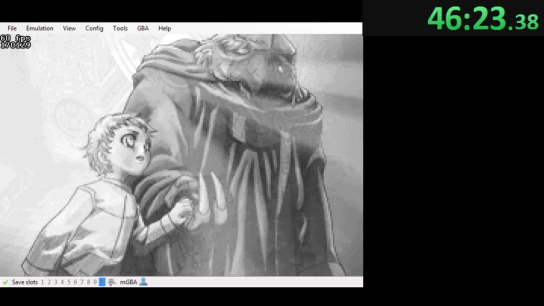 46:23.38
File Emulation View Config Tools GBA Help
60 fps
170129
Save slots 1 2 3 4 5 6 7 8 9 mGBA